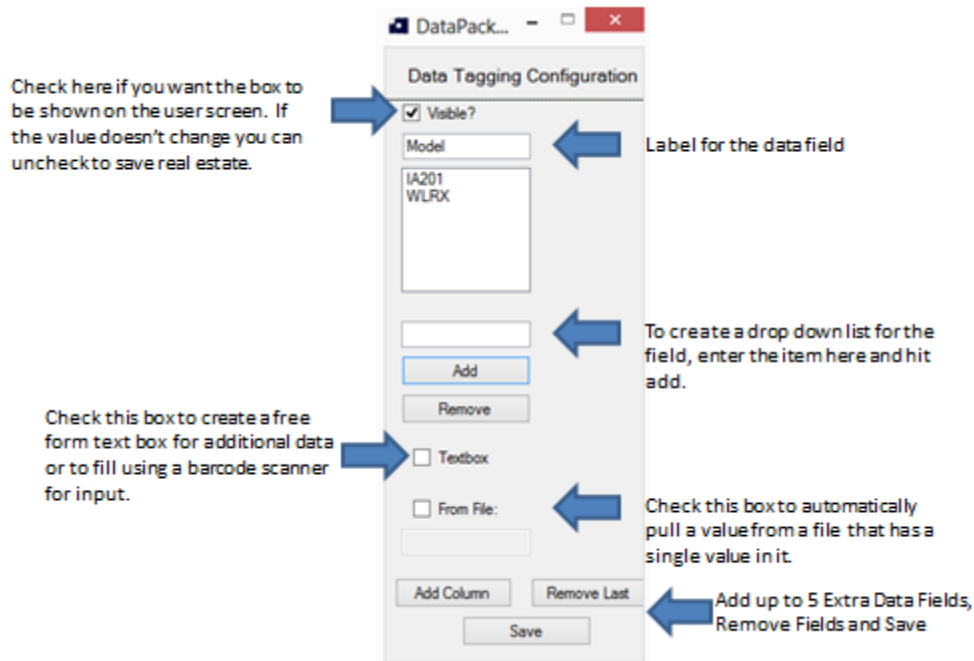 DataPack...
Data Tagging Configuration
Check here if you want the box to
be shown on the user screen. If
the value doesn't change you can
uncheck to save real estate.
Visible?
Model
Label for the data field
IA201
WLRX
To create a drop down list for the
field, enter the item here and hit
add.
Add
Remove
Check this box to create a free
form text box for additional data
or to fill using a barcode scanner
for input.
Textbox
From File:
Check this box to automatically
pull a value from a file that has a
single value in it.
Add Column
Remove Last
Save
Add up to 5 Extra Data Fields,
Remove Fields and Save